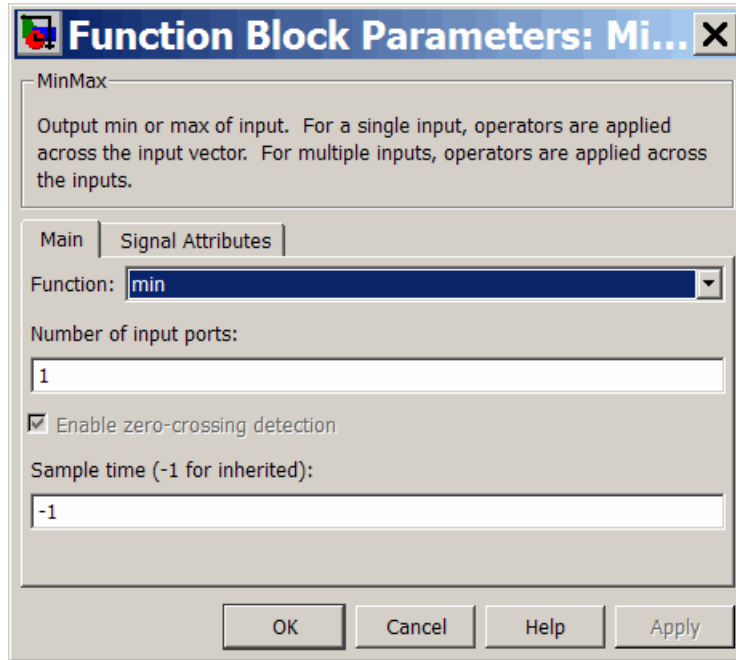 Function Block Parameters: Mi...
MinMax
Output min or max of input. For a single input, operators are applied
across the input vector. For multiple inputs, operators are applied across
the inputs.
Main Signal Attributes
Function: min
Number of input ports:
1
Enable zero-crossing detection
Sample time (-1 for inherited):
-1
OK Cancel Help Apply